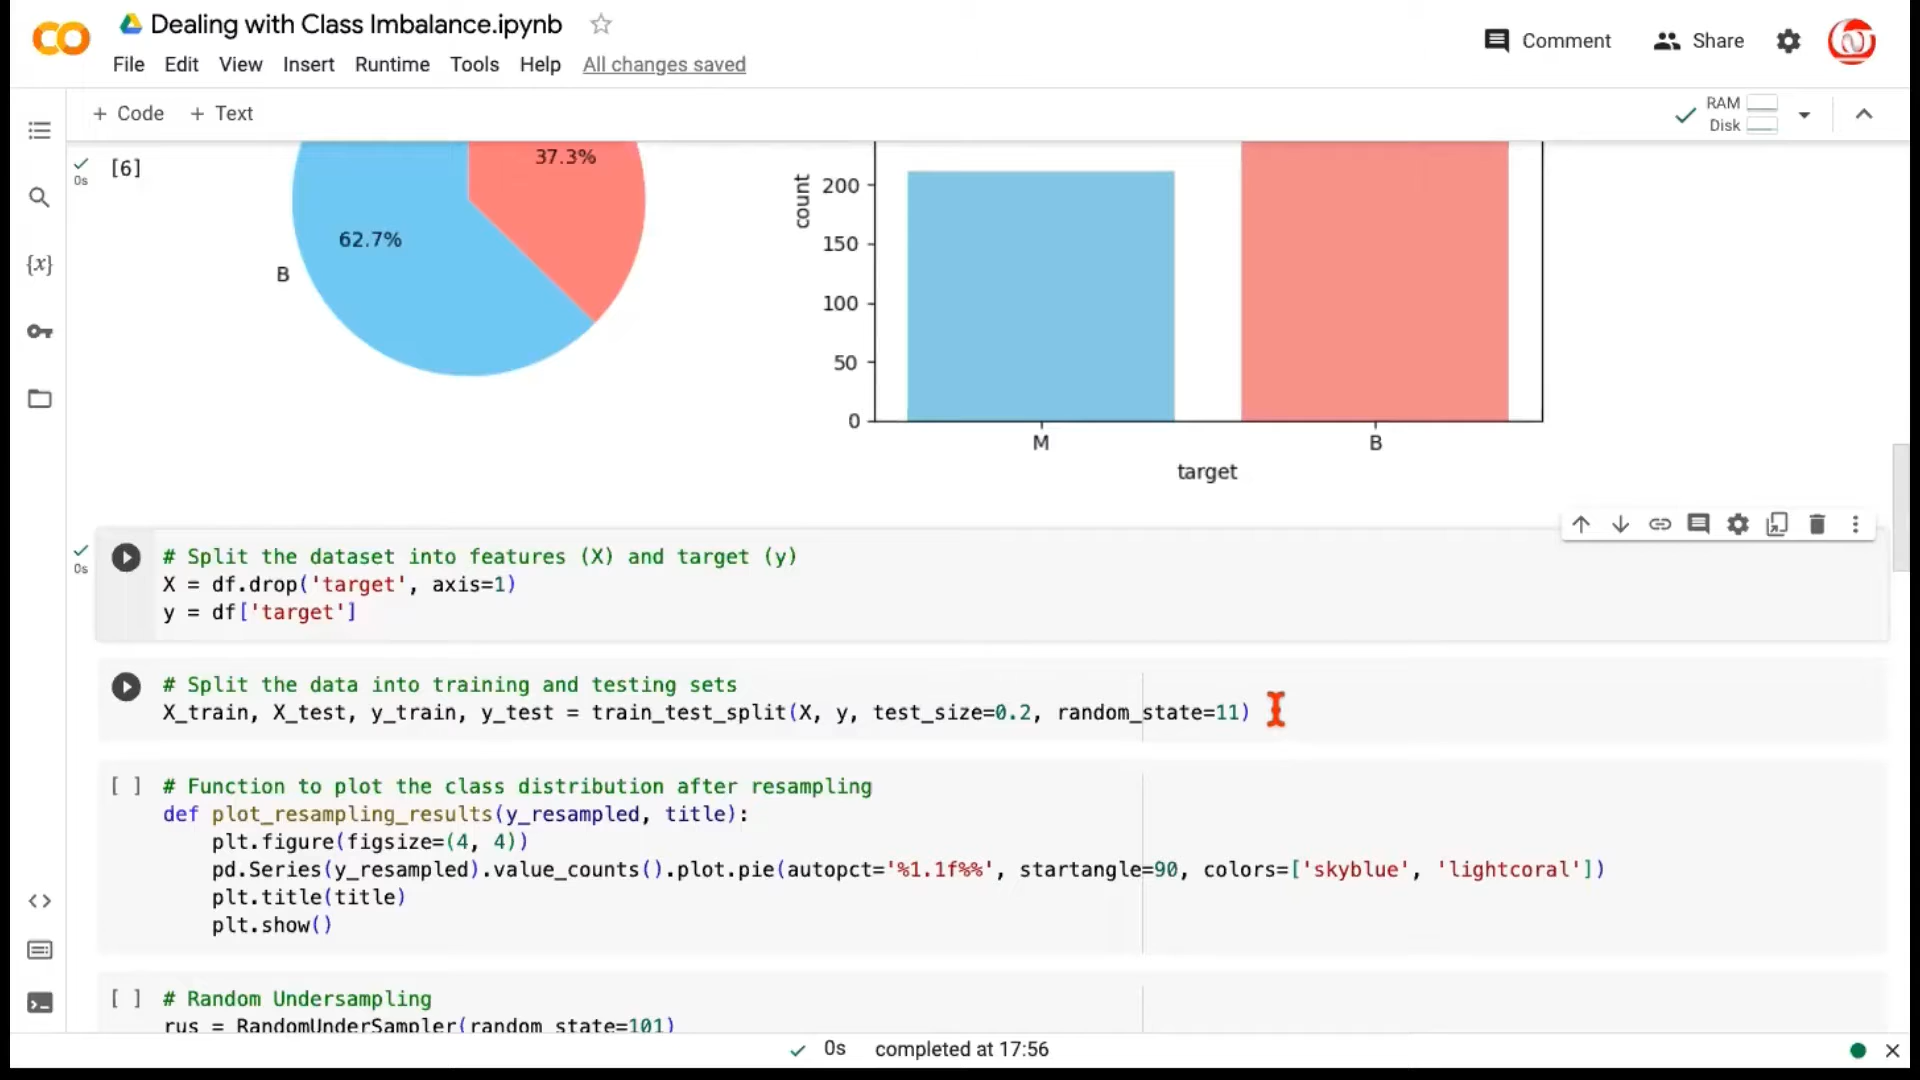 Dealing with Class Imbalance.ipynb
Comment
Share
File Edit View Insert Runtime Tools Help All changes saved
+ Code + Text
RAM
Disk
0s
[6]
37.3%
62.7%
B
count
200
150
100
50
0
M
B
target
{x}
0s
# Split the dataset into features (X) and target (y)
X = df.drop('target', axis=1)
y = df['target']
# Split the data into training and testing sets
X_train, X_test, y_train, y_test = train_test_split(X, y, test_size=0.2, random_state=11)
[ ]
# Function to plot the class distribution after resampling
def plot_resampling_results(y_resampled, title):
plt.figure(figsize=(4, 4))
pd.Series(y_resampled).value_counts().plot.pie(autopct='%1.1f%%', startangle=90, colors=['skyblue', 'lightcoral'])
plt.title(title)
plt.show()
[ ]
# Random Undersampling
rus = RandomUnderSampler(random_state=101)
0s completed at 17:56